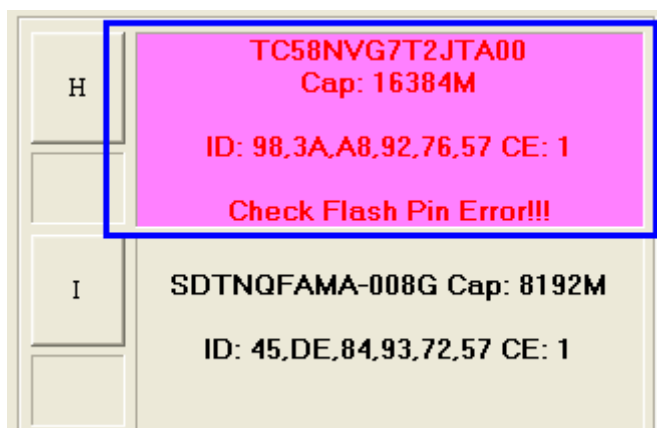 H
TC58NVG7T2JTA00
Cap: 16384M
ID: 98,3A,A8,92,76,57 CE: 1
Check Flash Pin Error!!!
I
SDTNQFAMA-008G Cap: 8192M
ID: 45,DE,84,93,72,57 CE: 1